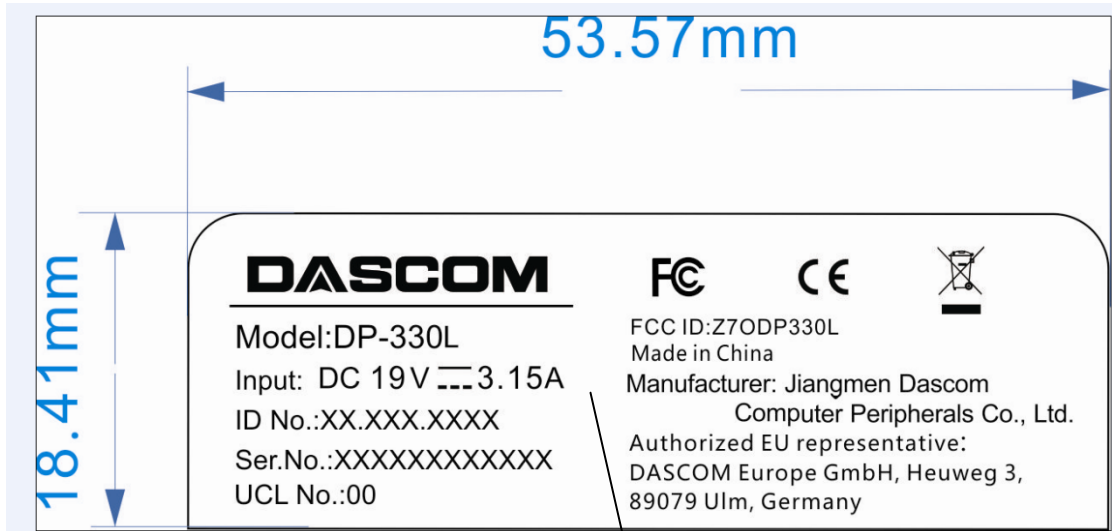 53.57mm
18.41mm
DASCOM
Model:DP-330L
Input: DC 19V ⎓ 3.15A
ID No.:XX.XXX.XXXX
Ser.No.:XXXXXXXXXXXX
UCL No.:00
FC CE
FCC ID:Z7ODP330L
Made in China
Manufacturer: Jiangmen Dascom
Computer Peripherals Co., Ltd.
Authorized EU representative:
DASCOM Europe GmbH, Heuweg 3,
89079 Ulm, Germany